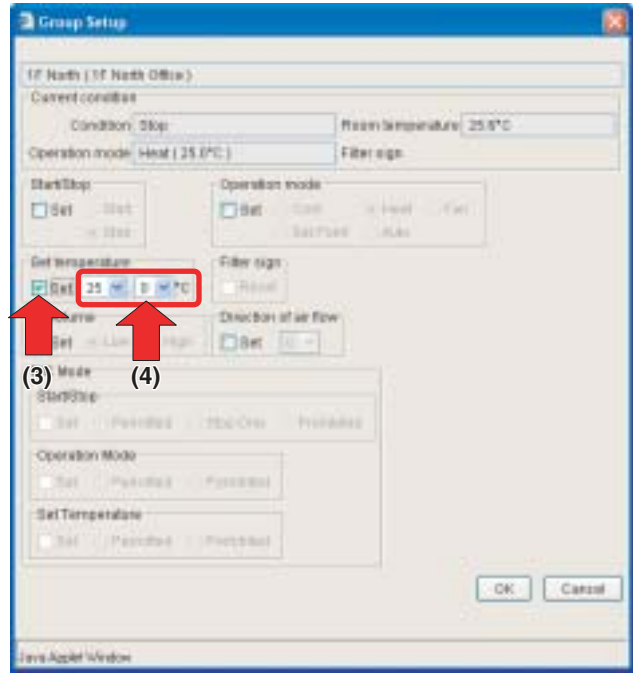 Group Setup
1F North ( 1F North Office )
Current condition
Condition Stop Room temperature 25.6°C
Operation mode Heat ( 25.0°C ) Filter sign
Start/Stop Operation mode
Set Start Set Cool Heat Fan
Stop Set Point Auto
Set temperature Filter sign
Set 25 0 °C Reset
Direction of air flow
Set Low High Set
(3) (4) Mode
Start/Stop
Set Permitted Stop Only Prohibited
Operation Mode
Set Permitted Prohibited
Set Temperature
Set Permitted Prohibited
OK Cancel
Java Applet Window